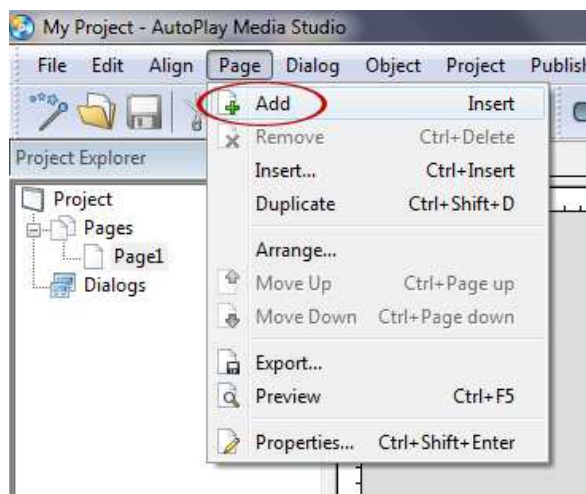 My Project - AutoPlay Media Studio
File Edit Align Page Dialog Object Project Publish
Add Insert
Remove Ctrl+Delete
Insert... Ctrl+Insert
Duplicate Ctrl+Shift+D
Arrange...
Move Up Ctrl+Page up
Move Down Ctrl+Page down
Export...
Preview Ctrl+F5
Properties... Ctrl+Shift+Enter
Project Explorer
Project
Pages
Page1
Dialogs